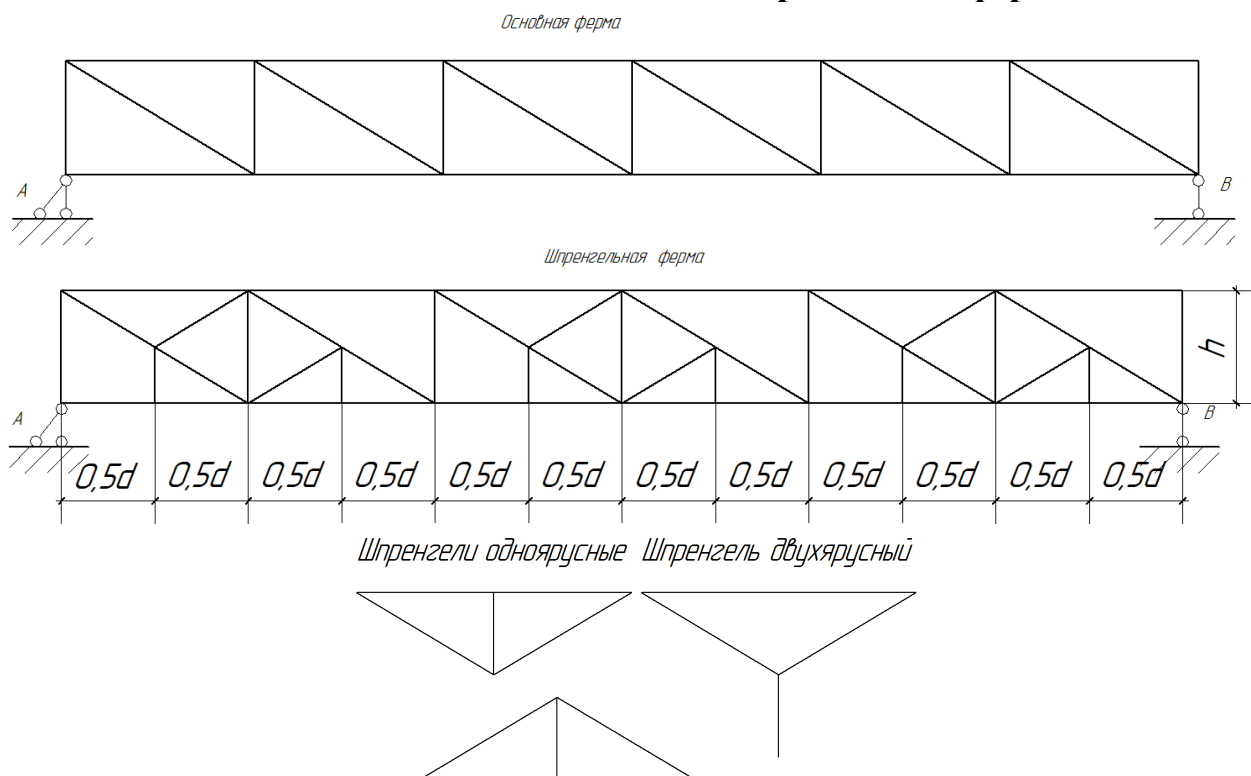 Основная ферма
А
В
Шпренгельная ферма
h
А
В
0,5d 0,5d 0,5d 0,5d 0,5d 0,5d 0,5d 0,5d 0,5d 0,5d 0,5d 0,5d
Шпренгели одноярусные Шпренгель двухярусный